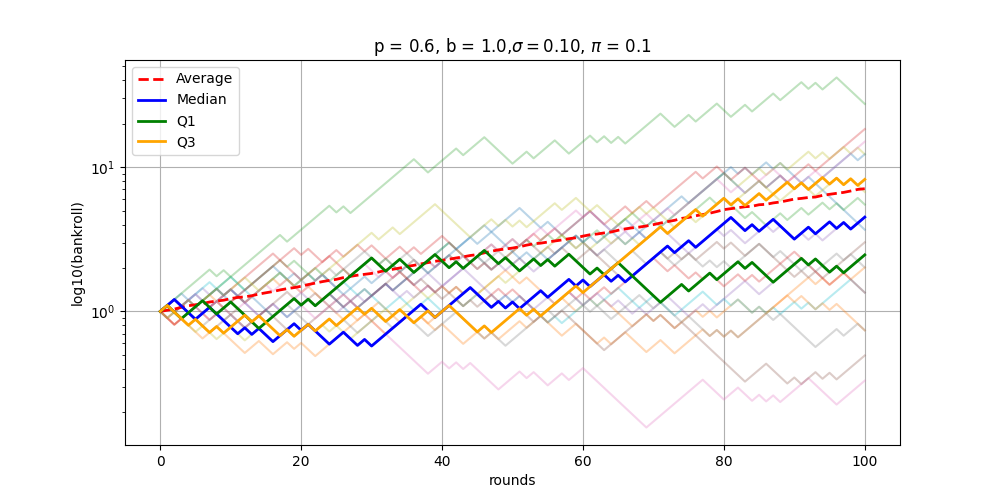 p = 0.6, b = 1.0,σ = 0.10, π = 0.1
Average
Median
Q1
Q3
log10(bankroll)
10¹
10⁰
0 20 40 60 80 100
rounds